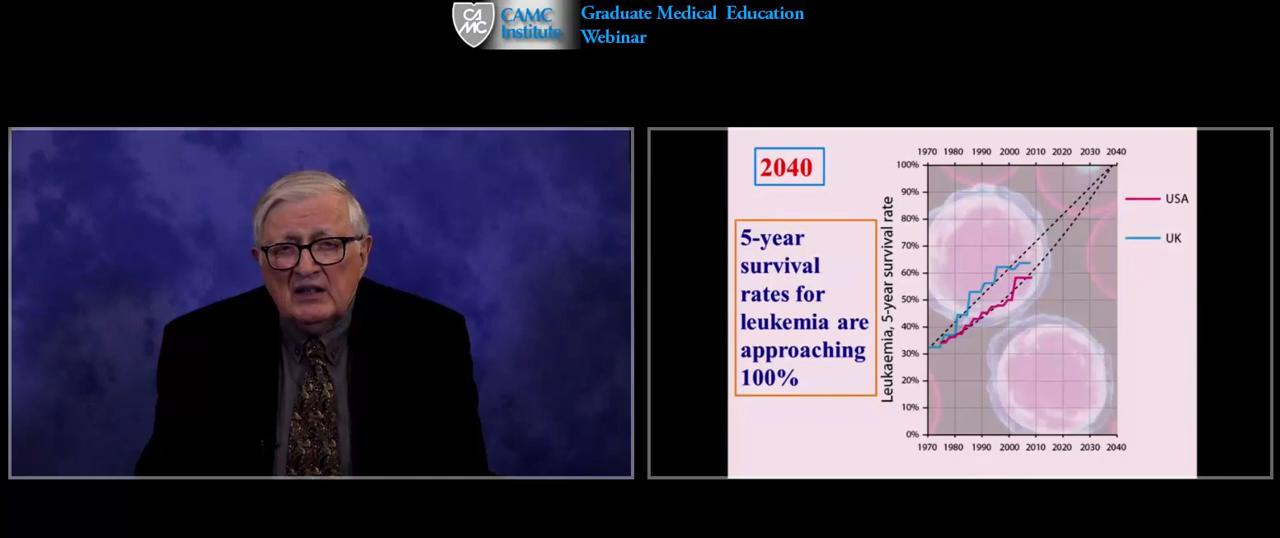 CAMC
CAMC
Institute
Graduate Medical Education
Webinar
2040
5-year
survival
rates for
leukemia are
approaching
100%
Leukaemia, 5-year survival rate
1970 1980 1990 2000 2010 2020 2030 2040
100%
90%
80%
70%
60%
50%
40%
30%
20%
10%
0%
1970 1980 1990 2000 2010 2020 2030 2040
USA
UK